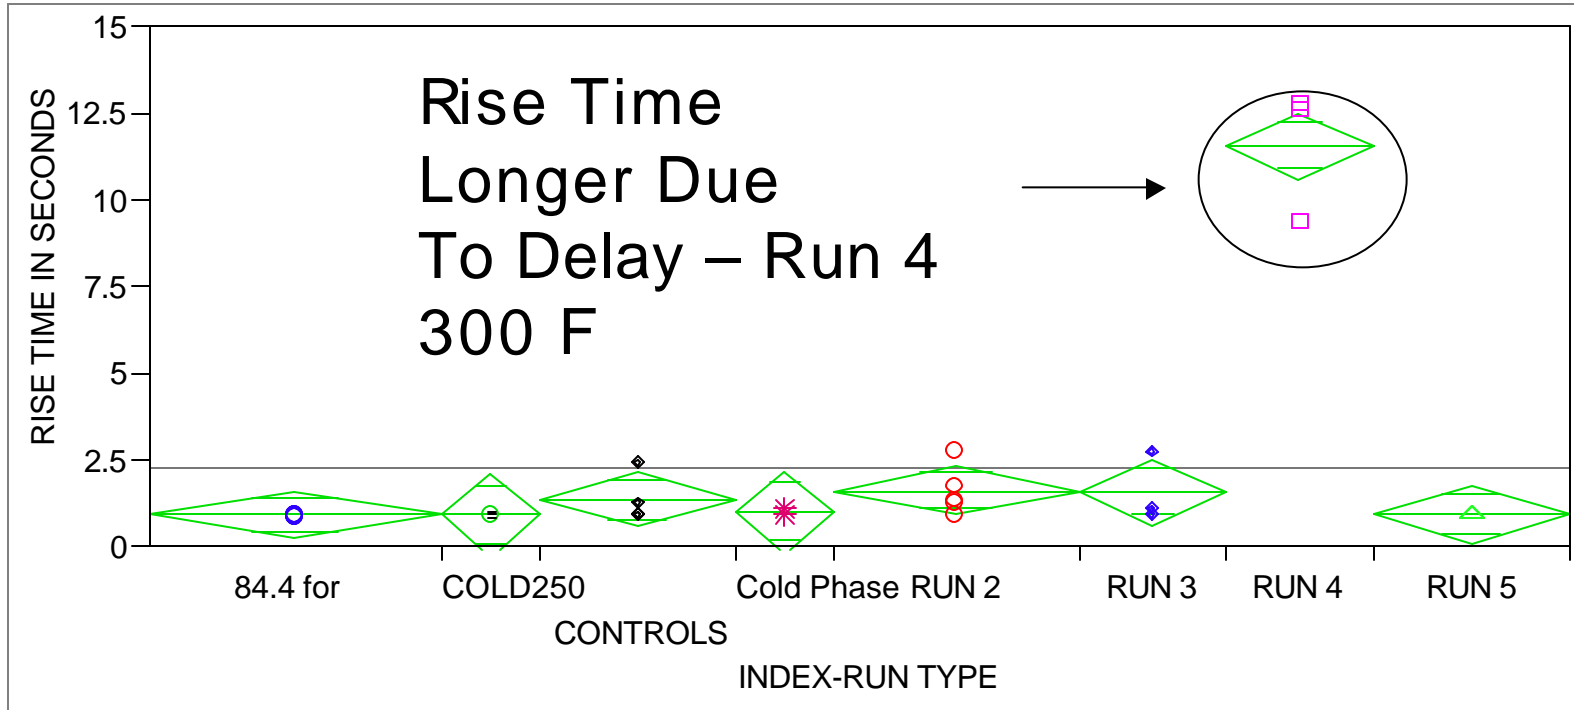 15
12.5
10
7.5
5
2.5
0
RISE TIME IN SECONDS
Rise Time
Longer Due
To Delay – Run 4
300 F
84.4 for COLD250 Cold Phase RUN 2 RUN 3 RUN 4 RUN 5
CONTROLS
INDEX-RUN TYPE